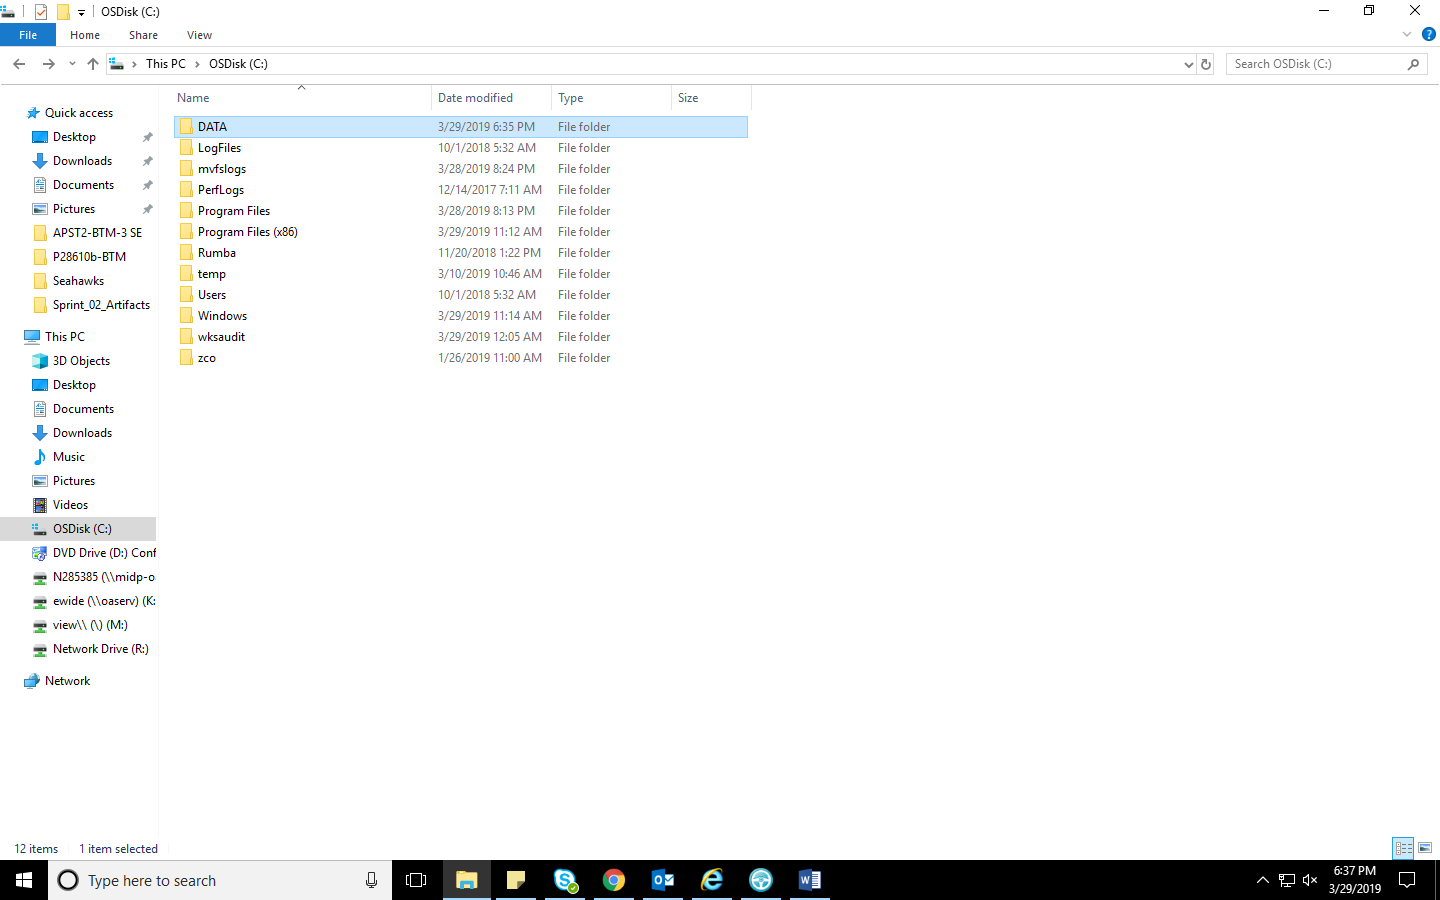 OSDisk (C:)
File Home Share View
This PC OSDisk (C:) Search OSDisk (C:)
Name Date modified Type Size
Quick access
Desktop
Downloads
Documents
Pictures
APST2-BTM-3 SE
P28610b-BTM
Seahawks
Sprint_02_Artifacts
This PC
3D Objects
Desktop
Documents
Downloads
Music
Pictures
Videos
OSDisk (C:)
DVD Drive (D:) Conf
N285385 (\\midp-o
ewide (\\oaserv) (K:
view\\ (\) (M:)
Network Drive (R:)
Network
DATA 3/29/2019 6:35 PM File folder
LogFiles 10/1/2018 5:32 AM File folder
mvfslogs 3/28/2019 8:24 PM File folder
PerfLogs 12/14/2017 7:11 AM File folder
Program Files 3/28/2019 8:13 PM File folder
Program Files (x86) 3/29/2019 11:12 AM File folder
Rumba 11/20/2018 1:22 PM File folder
temp 3/10/2019 10:46 AM File folder
Users 10/1/2018 5:32 AM File folder
Windows 3/29/2019 11:14 AM File folder
wksaudit 3/29/2019 12:05 AM File folder
zco 1/26/2019 11:00 AM File folder
12 items 1 item selected
Type here to search
6:37 PM
3/29/2019